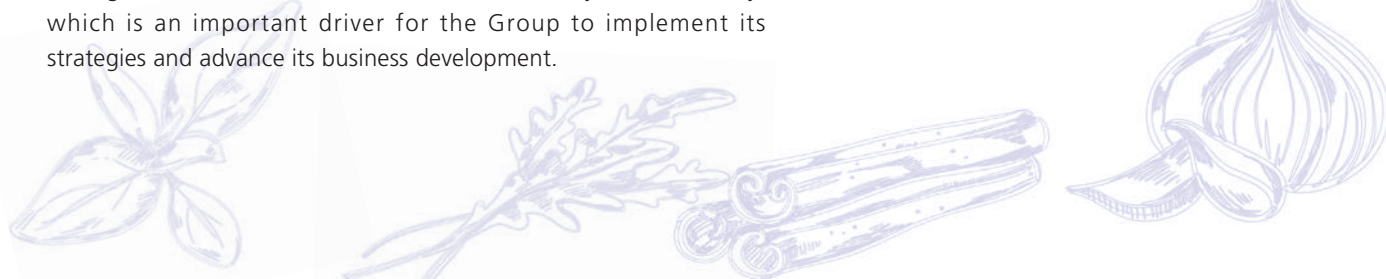 which is an important driver for the Group to implement its
strategies and advance its business development.